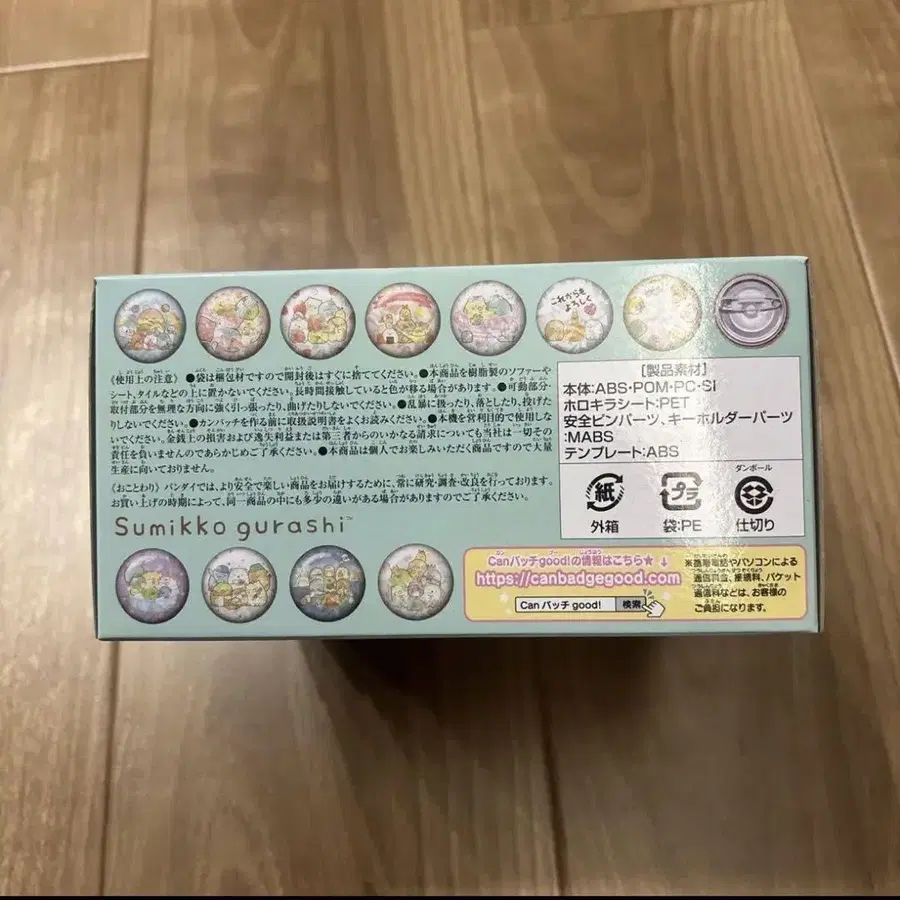 これからも
よろしく
《使用上の注意》 ●袋は梱包材ですので開封後はすぐに捨ててください。●本商品を樹脂製のソファーや
シート、タイルなどの上に置かないでください。長時間接触していると色が移る場合があります。●可動部分、
取付部分を無理な方向に強く引っ張ったり、曲げたりしないでください。●乱暴に扱ったり、落としたり、投げた
りしないでください。●カンバッチを作る前に取扱説明書をよくお読みください。●本機を営利目的で使用しな
いでください。金銭上の損害および逸失利益または第三者からのいかなる請求についても当社は一切その
責任を負いませんのであらかじめご了承ください。●本商品は個人でお楽しみいただく商品ですので大量
生産に向いておりません。
《おことわり》 バンダイでは、より安全で楽しい商品をお届けするために、常に研究・調査・改良を行っております。
お買い上げの時期によって、同一商品の中にも多少の違いがある場合がありますのでご了承ください。
Sumikko gurashi
【製品素材】
本体:ABS・POM・PC・SI
ホロキラシート:PET
安全ピンパーツ、キーホルダーパーツ
:MABS
テンプレート:ABS
紙
外箱
プラ
袋:PE
ダンボール
仕切り
Canバッチgood!の情報はこちら★ ↓
https://canbadgegood.com
Can バッチ good! 検索
※携帯電話やパソコンによる
通信料金、接続料、パケット
通信料などは、お客様の
ご負担になります。